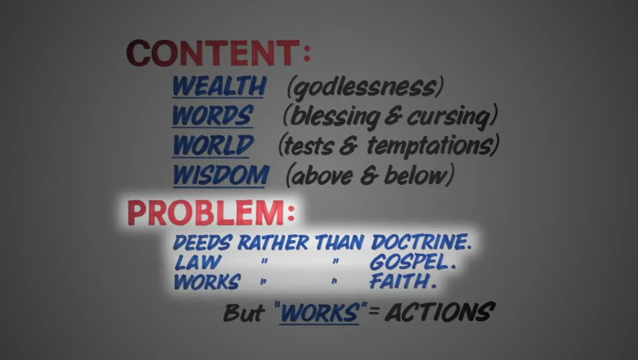 CONTENT:
WEALTH (godlessness)
WORDS (blessing & cursing)
WORLD (tests & temptations)
WISDOM (above & below)
PROBLEM:
DEEDS RATHER THAN DOCTRINE.
LAW " " GOSPEL.
WORKS " " FAITH.
But "WORKS" = ACTIONS